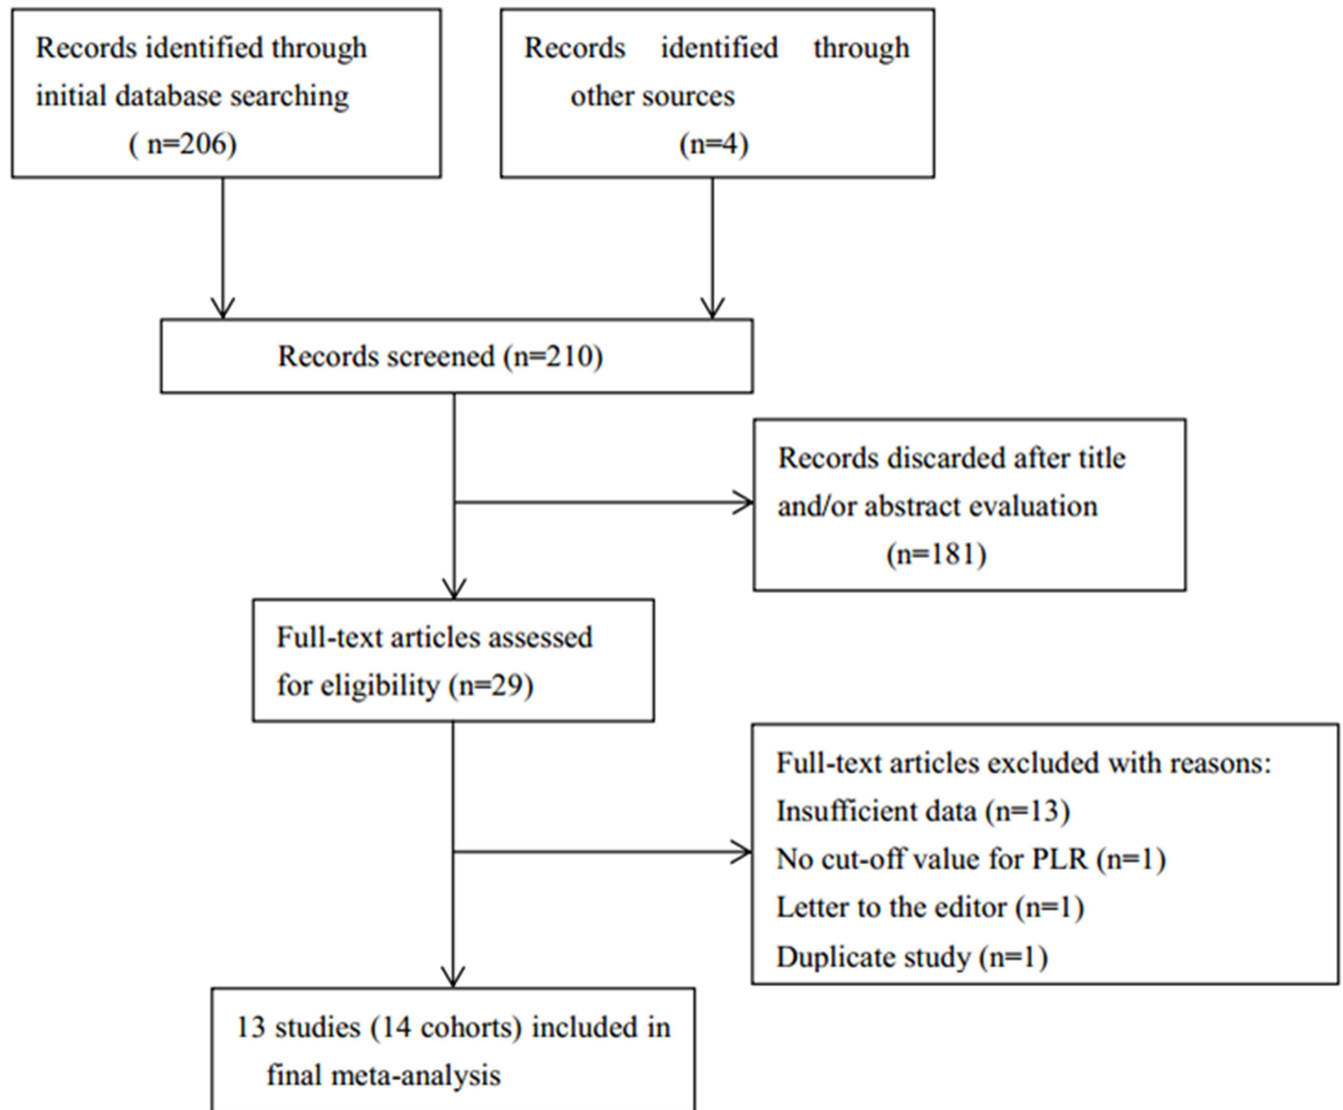 Records identified through
initial database searching
( n=206)
Records identified through
other sources
(n=4)
Records screened (n=210)
Records discarded after title
and/or abstract evaluation
(n=181)
Full-text articles assessed
for eligibility (n=29)
Full-text articles excluded with reasons:
Insufficient data (n=13)
No cut-off value for PLR (n=1)
Letter to the editor (n=1)
Duplicate study (n=1)
13 studies (14 cohorts) included in
final meta-analysis